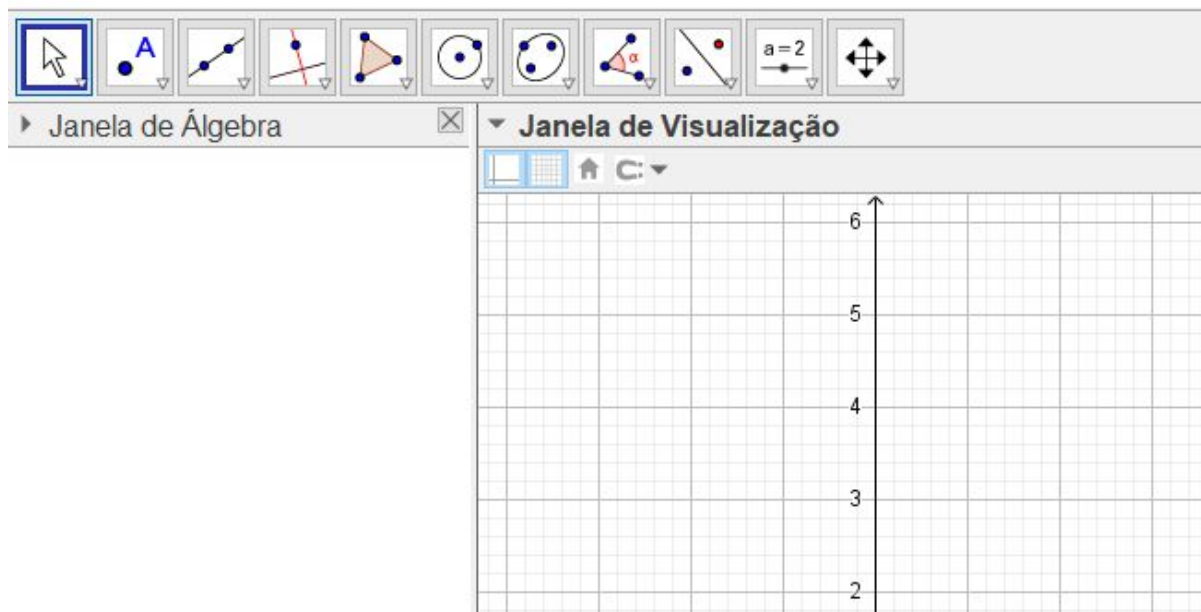 A
α
a = 2
Janela de Álgebra
Janela de Visualização
6
5
4
3
2